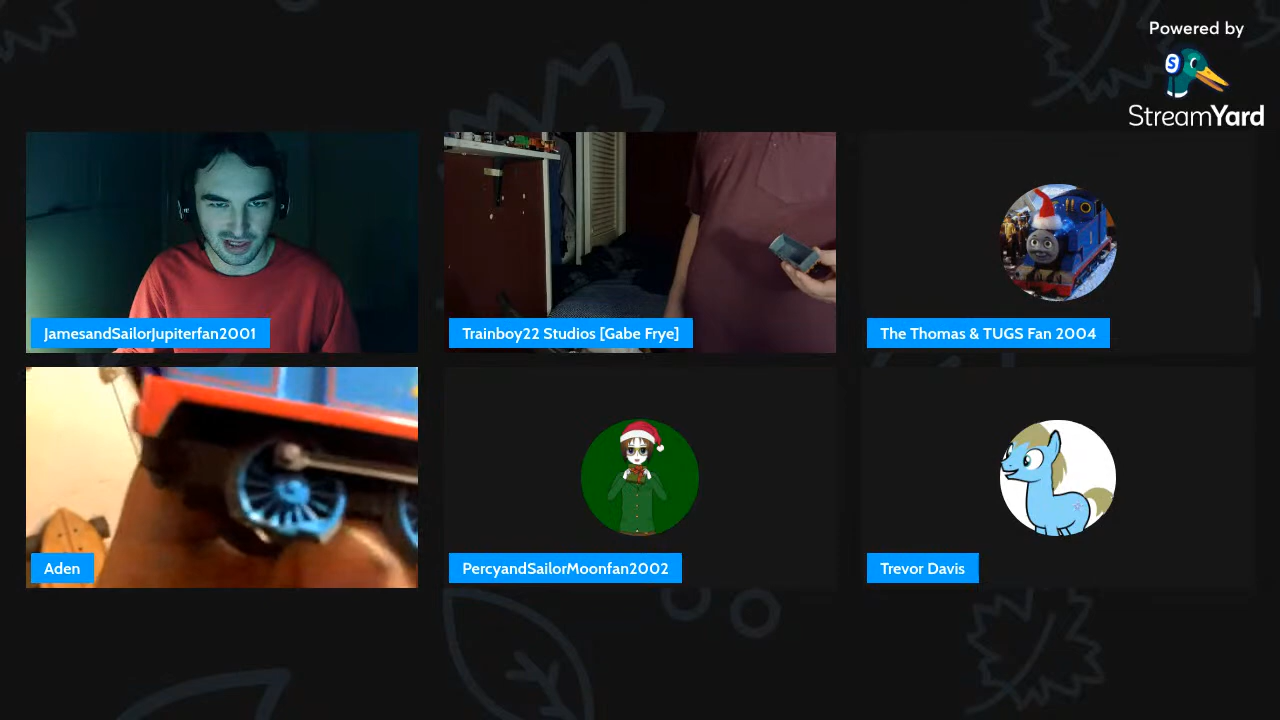 Powered by
S
StreamYard
JamesandSailorJupiterfan2001
Trainboy22 Studios [Gabe Frye]
The Thomas & TUGS Fan 2004
Aden
PercyandSailorMoonfan2002
Trevor Davis